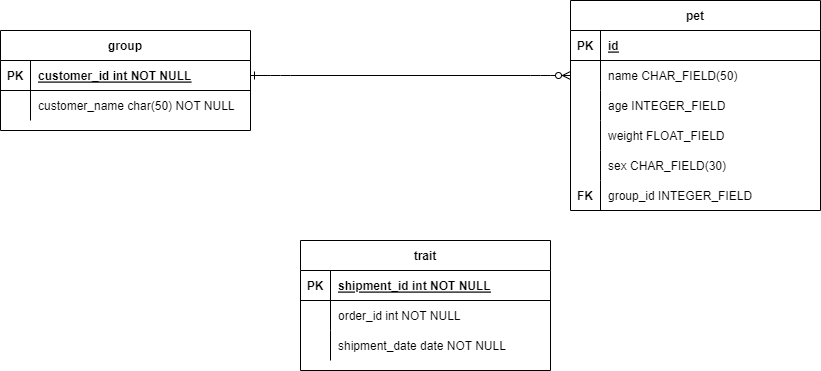 group
PK customer_id int NOT NULL
customer_name char(50) NOT NULL
pet
PK id
name CHAR_FIELD(50)
age INTEGER_FIELD
weight FLOAT_FIELD
sex CHAR_FIELD(30)
FK group_id INTEGER_FIELD
trait
PK shipment_id int NOT NULL
order_id int NOT NULL
shipment_date date NOT NULL